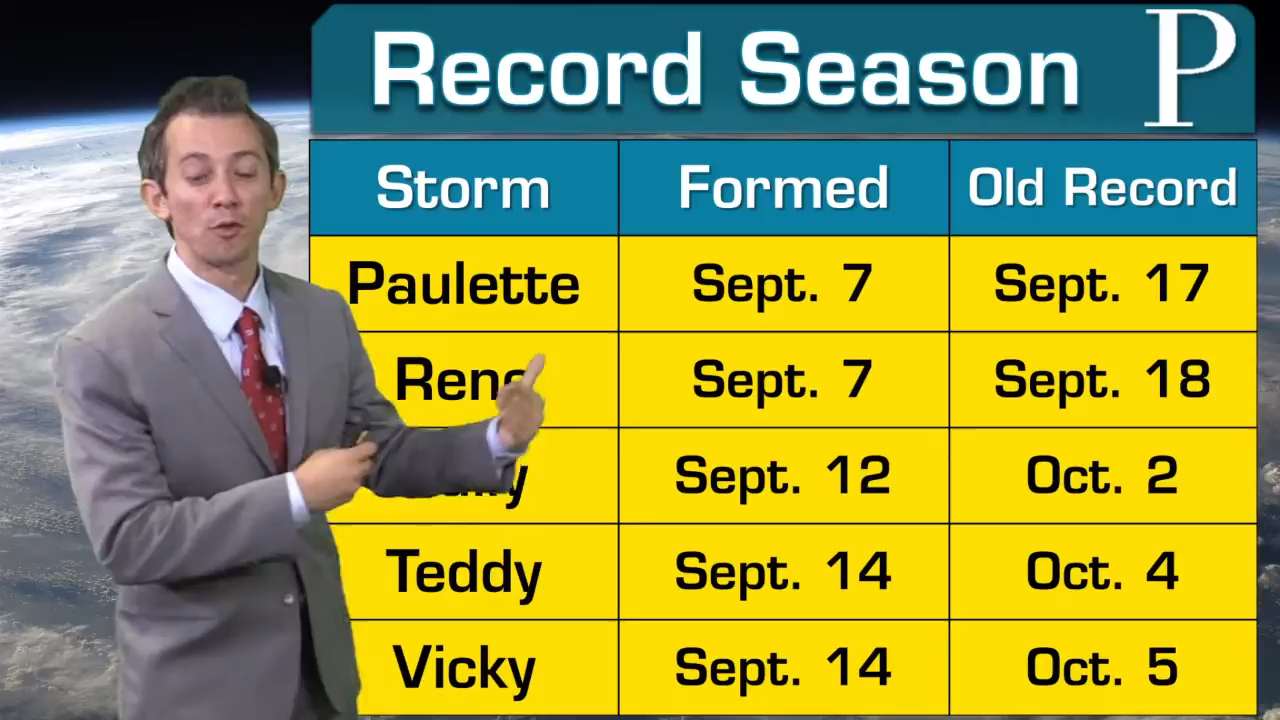 Record Season P
Storm Formed Old Record
Paulette Sept. 7 Sept. 17
Sept. 7 Sept. 18
Sept. 12 Oct. 2
Teddy Sept. 14 Oct. 4
Vicky Sept. 14 Oct. 5